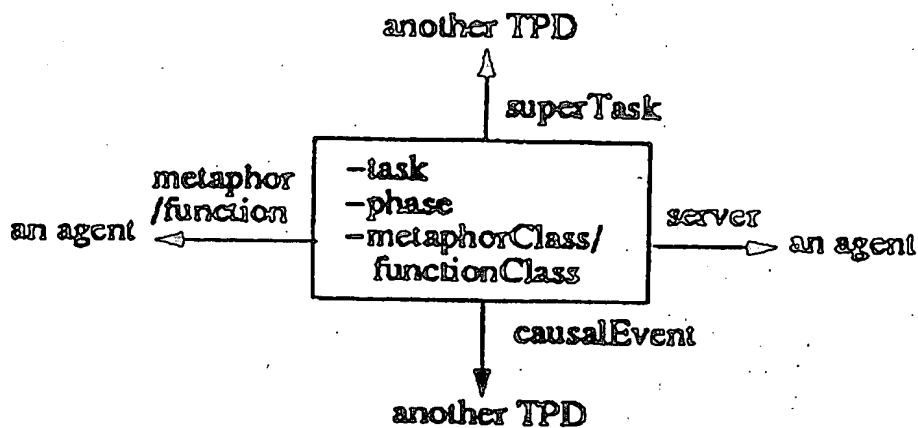 another TPD
superTask
metaphor
/function
an agent
–task
–phase
–metaphorClass/
functionClass
server
an agent
causalEvent
another TPD